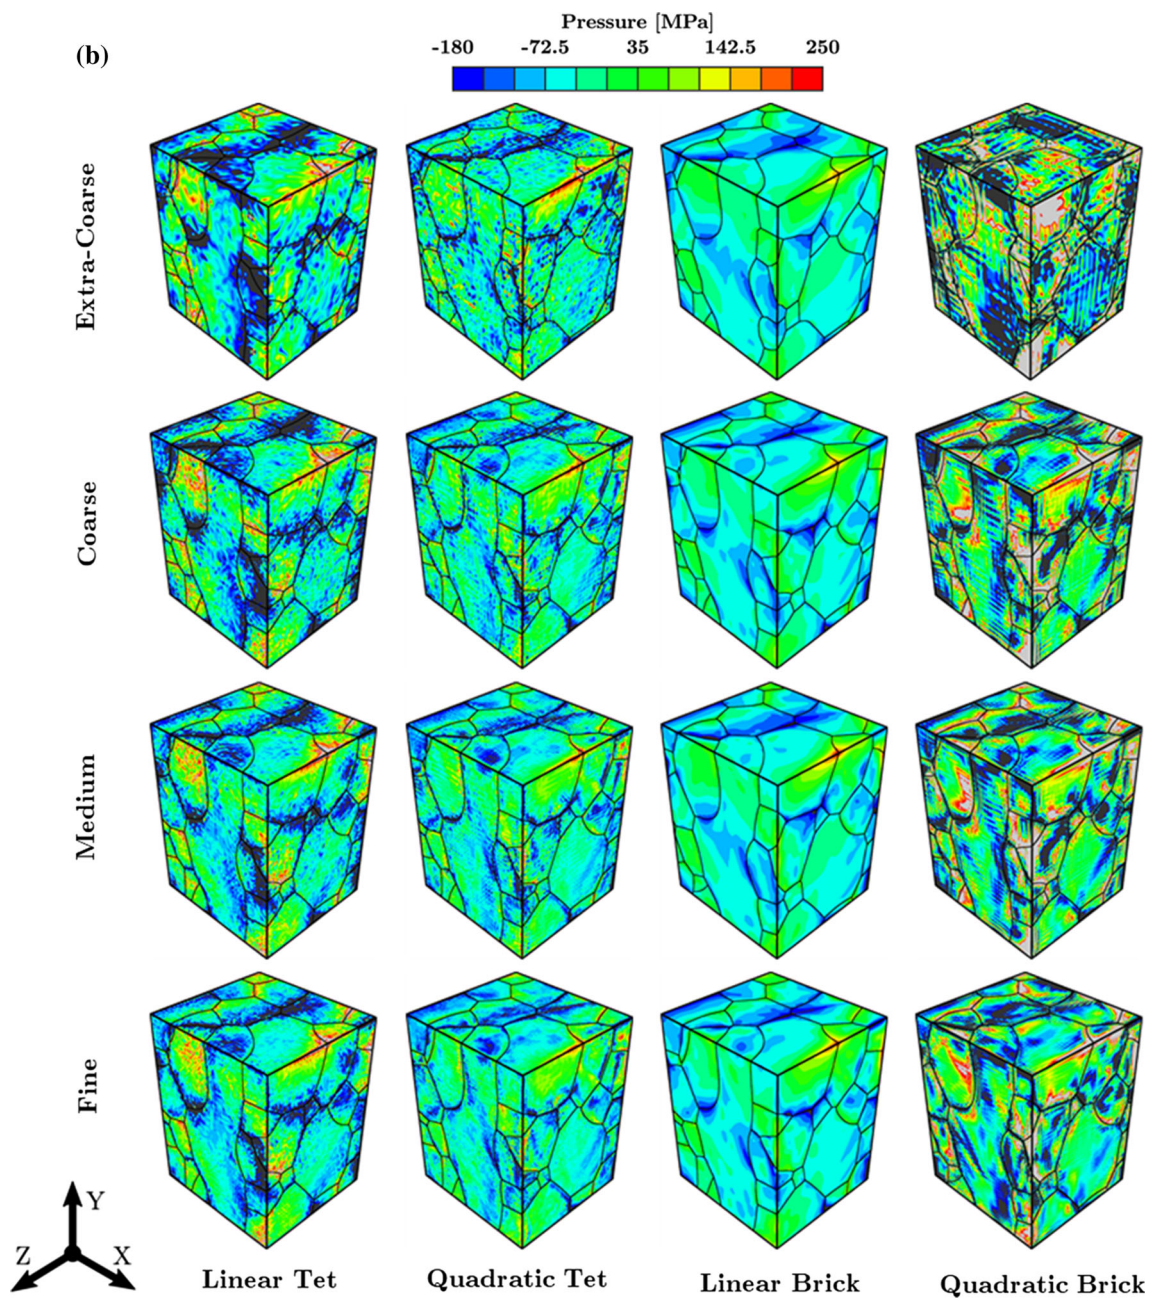 Pressure [MPa]
(b)
-180 -72.5 35 142.5 250
Extra-Coarse
Coarse
Medium
Fine
Y
Z X
Linear Tet Quadratic Tet Linear Brick Quadratic Brick